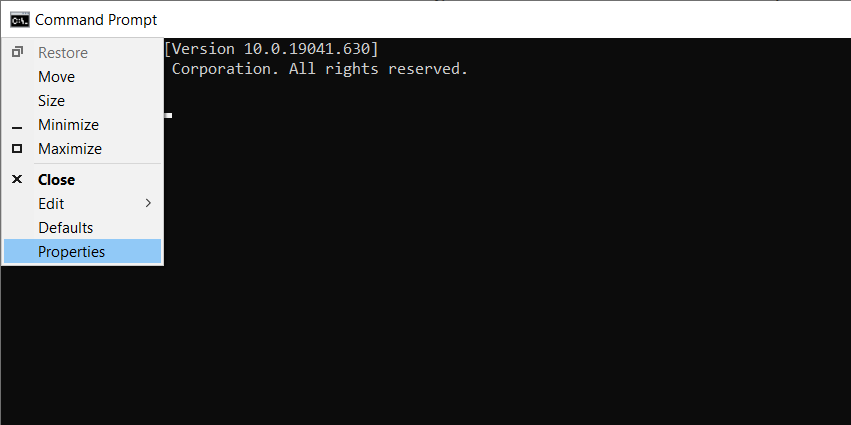 Command Prompt
[Version 10.0.19041.630]
Corporation. All rights reserved.
Restore
Move
Size
Minimize
Maximize
Close
Edit
Defaults
Properties